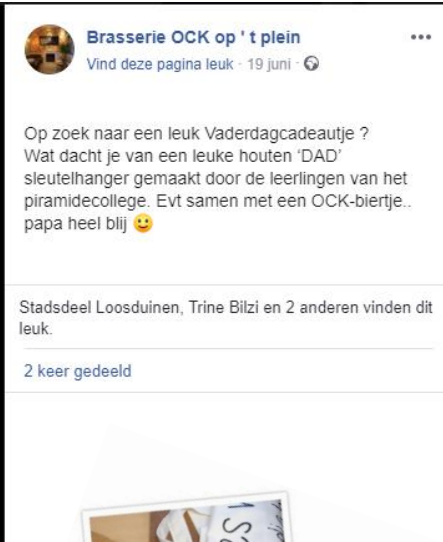 Brasserie OCK op ' t plein
Vind deze pagina leuk · 19 juni ·
Op zoek naar een leuk Vaderdagcadeautje ?
Wat dacht je van een leuke houten ‘DAD’
sleutelhanger gemaakt door de leerlingen van het
piramidecollege. Evt samen met een OCK-biertje..
papa heel blij 🙂
Stadsdeel Loosduinen, Trine Bilzi en 2 anderen vinden dit
leuk.
2 keer gedeeld